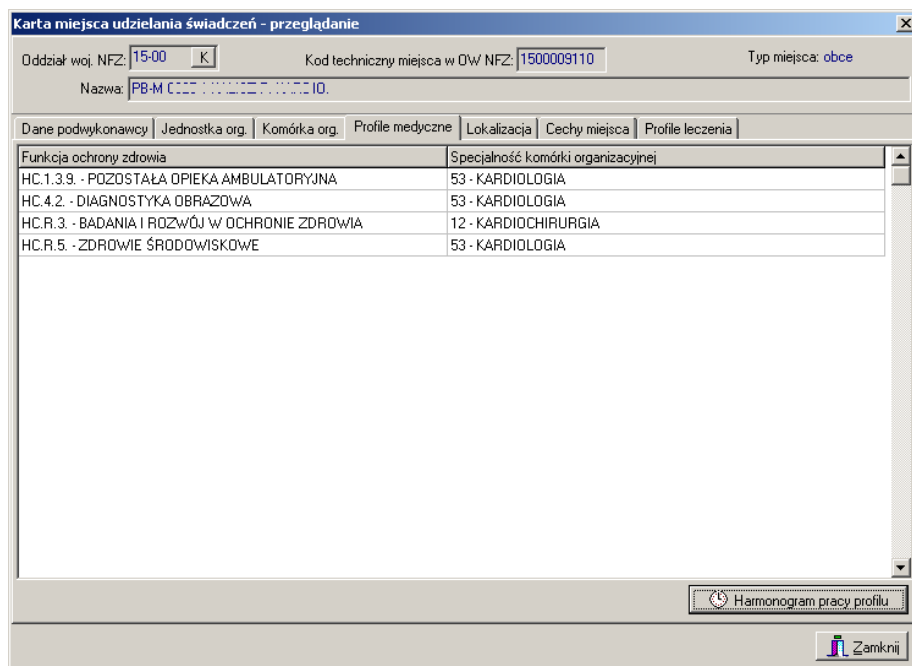 Karta miejsca udzielania świadczeń - przeglądanie
Oddział woj. NFZ: 15-00 K Kod techniczny miejsca w OW NFZ: 1500009110 Typ miejsca: obce
Nazwa: PB-M
Dane podwykonawcy Jednostka org. Komórka org. Profile medyczne Lokalizacja Cechy miejsca Profile leczenia
Funkcja ochrony zdrowia Specjalność komórki organizacyjnej
HC.1.3.9. - POZOSTAŁA OPIEKA AMBULATORYJNA 53 - KARDIOLOGIA
HC.4.2. - DIAGNOSTYKA OBRAZOWA 53 - KARDIOLOGIA
HC.R.3. - BADANIA I ROZWÓJ W OCHRONIE ZDROWIA 12 - KARDIOCHIRURGIA
HC.R.5. - ZDROWIE ŚRODOWISKOWE 53 - KARDIOLOGIA
Harmonogram pracy profilu
Zamknij